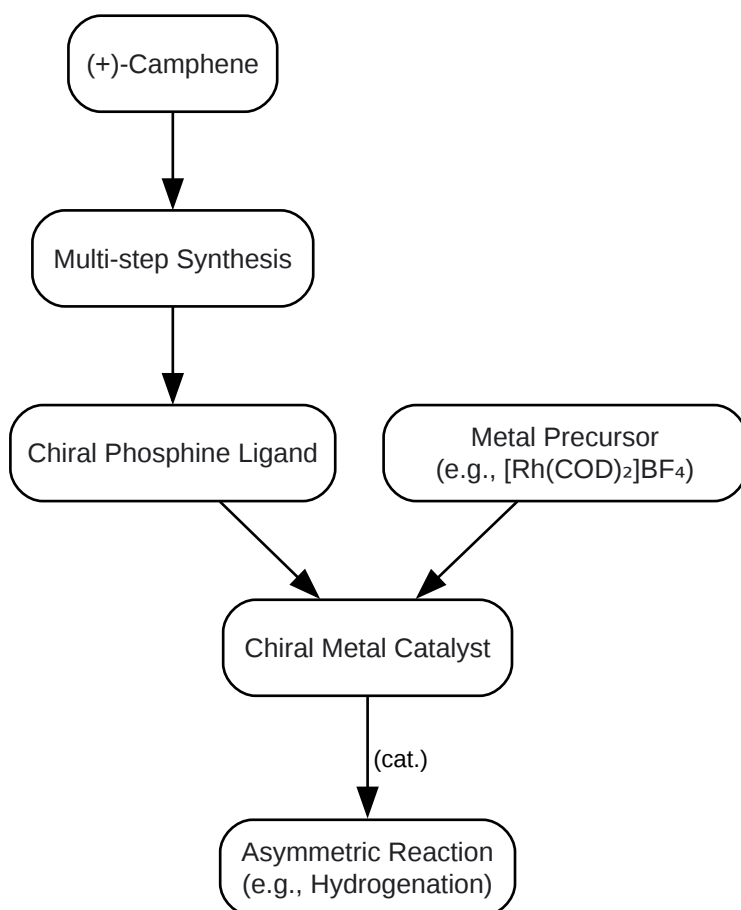 (+)-Camphene
Multi-step Synthesis
Chiral Phosphine Ligand
Metal Precursor
(e.g., [Rh(COD)₂]BF₄)
Chiral Metal Catalyst
(cat.)
Asymmetric Reaction
(e.g., Hydrogenation)